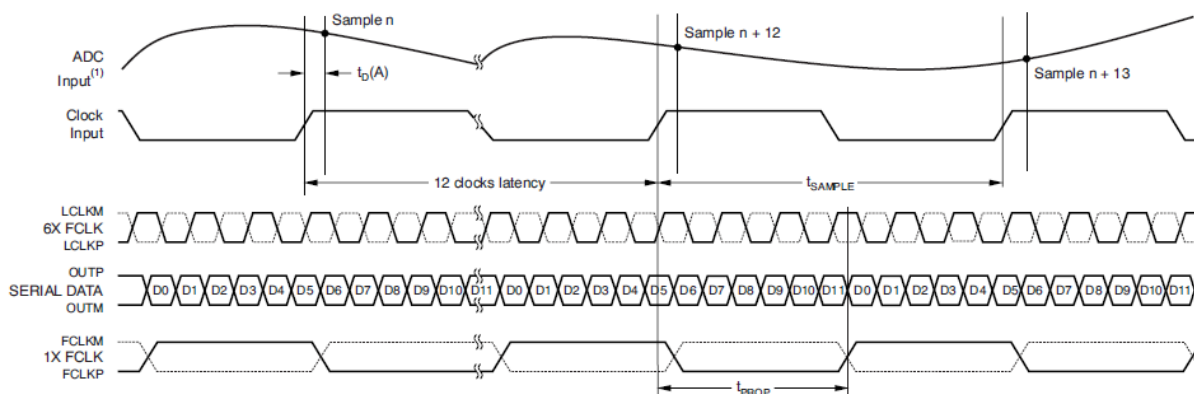 Sample n
Sample n + 12
Sample n + 13
ADC
Input(1)
tD(A)
Clock
Input
12 clocks latency
tSAMPLE
LCLKM
6X FCLK
LCLKP
OUTP
SERIAL DATA
OUTM
D0 D1 D2 D3 D4 D5 D6 D7 D8 D9 D10 D11 D0 D1 D2 D3 D4 D5 D6 D7 D8 D9 D10 D11 D0 D1 D2 D3 D4 D5 D6 D7 D8 D9 D10 D11
FCLKM
1X FCLK
FCLKP
tPROP